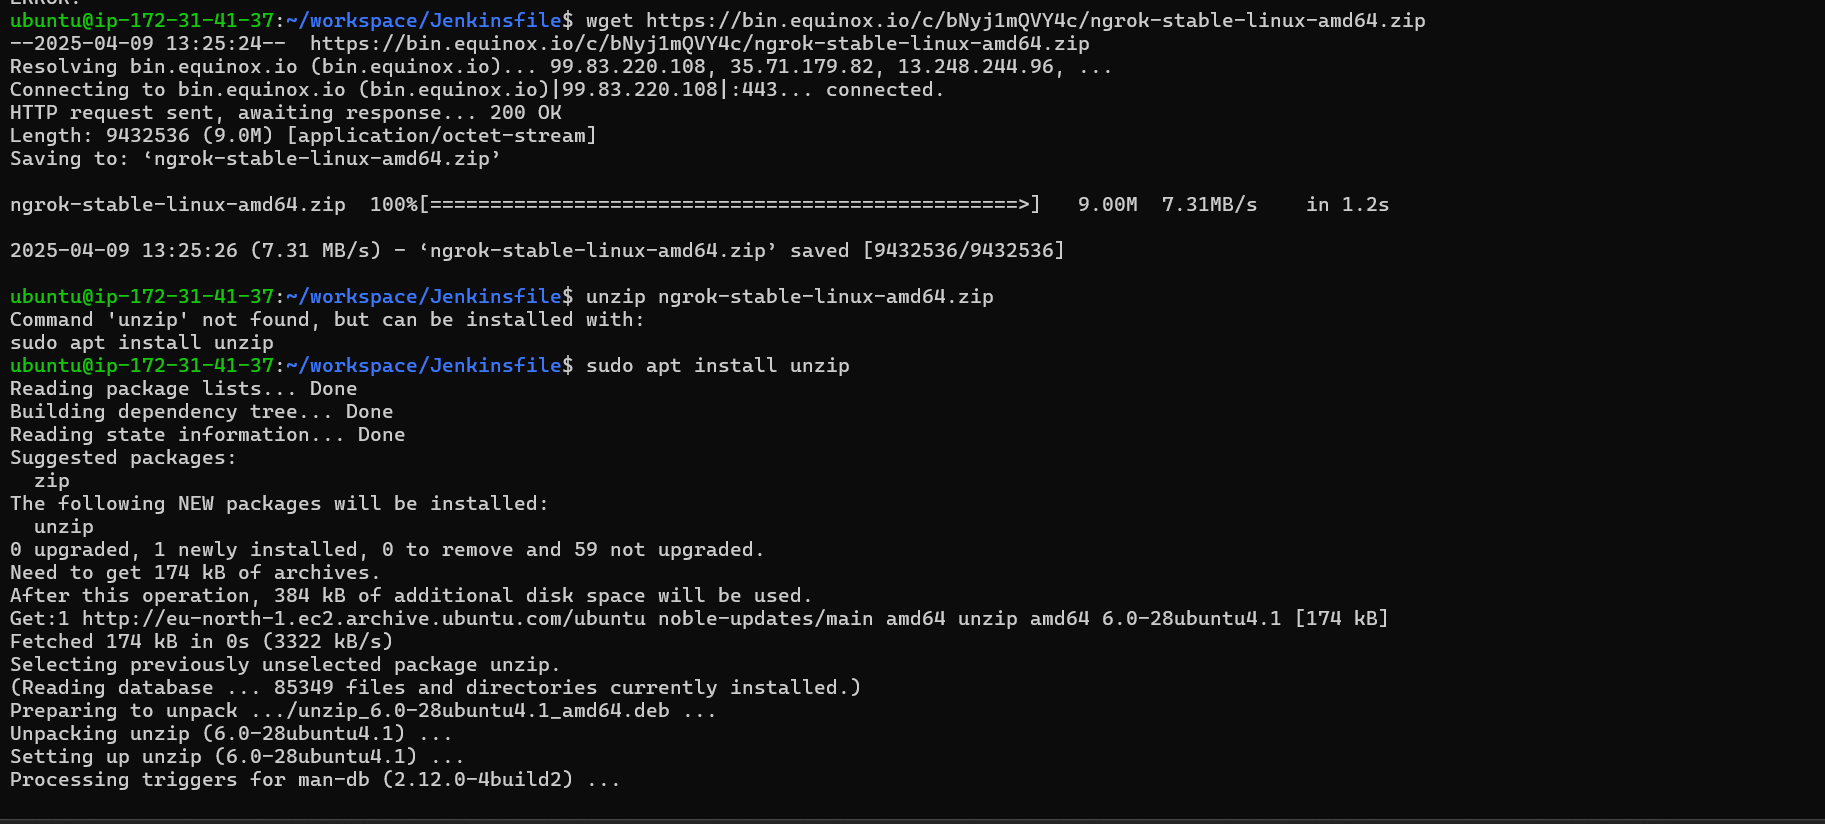 ERROR:
ubuntu@ip-172-31-41-37:~/workspace/Jenkinsfile$ wget https://bin.equinox.io/c/bNyj1mQVY4c/ngrok-stable-linux-amd64.zip
--2025-04-09 13:25:24--  https://bin.equinox.io/c/bNyj1mQVY4c/ngrok-stable-linux-amd64.zip
Resolving bin.equinox.io (bin.equinox.io)... 99.83.220.108, 35.71.179.82, 13.248.244.96, ...
Connecting to bin.equinox.io (bin.equinox.io)|99.83.220.108|:443... connected.
HTTP request sent, awaiting response... 200 OK
Length: 9432536 (9.0M) [application/octet-stream]
Saving to: ‘ngrok-stable-linux-amd64.zip’
ngrok-stable-linux-amd64.zip  100%[=================================================>]   9.00M  7.31MB/s    in 1.2s
2025-04-09 13:25:26 (7.31 MB/s) - ‘ngrok-stable-linux-amd64.zip’ saved [9432536/9432536]
ubuntu@ip-172-31-41-37:~/workspace/Jenkinsfile$ unzip ngrok-stable-linux-amd64.zip
Command 'unzip' not found, but can be installed with:
sudo apt install unzip
ubuntu@ip-172-31-41-37:~/workspace/Jenkinsfile$ sudo apt install unzip
Reading package lists... Done
Building dependency tree... Done
Reading state information... Done
Suggested packages:
  zip
The following NEW packages will be installed:
  unzip
0 upgraded, 1 newly installed, 0 to remove and 59 not upgraded.
Need to get 174 kB of archives.
After this operation, 384 kB of additional disk space will be used.
Get:1 http://eu-north-1.ec2.archive.ubuntu.com/ubuntu noble-updates/main amd64 unzip amd64 6.0-28ubuntu4.1 [174 kB]
Fetched 174 kB in 0s (3322 kB/s)
Selecting previously unselected package unzip.
(Reading database ... 85349 files and directories currently installed.)
Preparing to unpack .../unzip_6.0-28ubuntu4.1_amd64.deb ...
Unpacking unzip (6.0-28ubuntu4.1) ...
Setting up unzip (6.0-28ubuntu4.1) ...
Processing triggers for man-db (2.12.0-4build2) ...